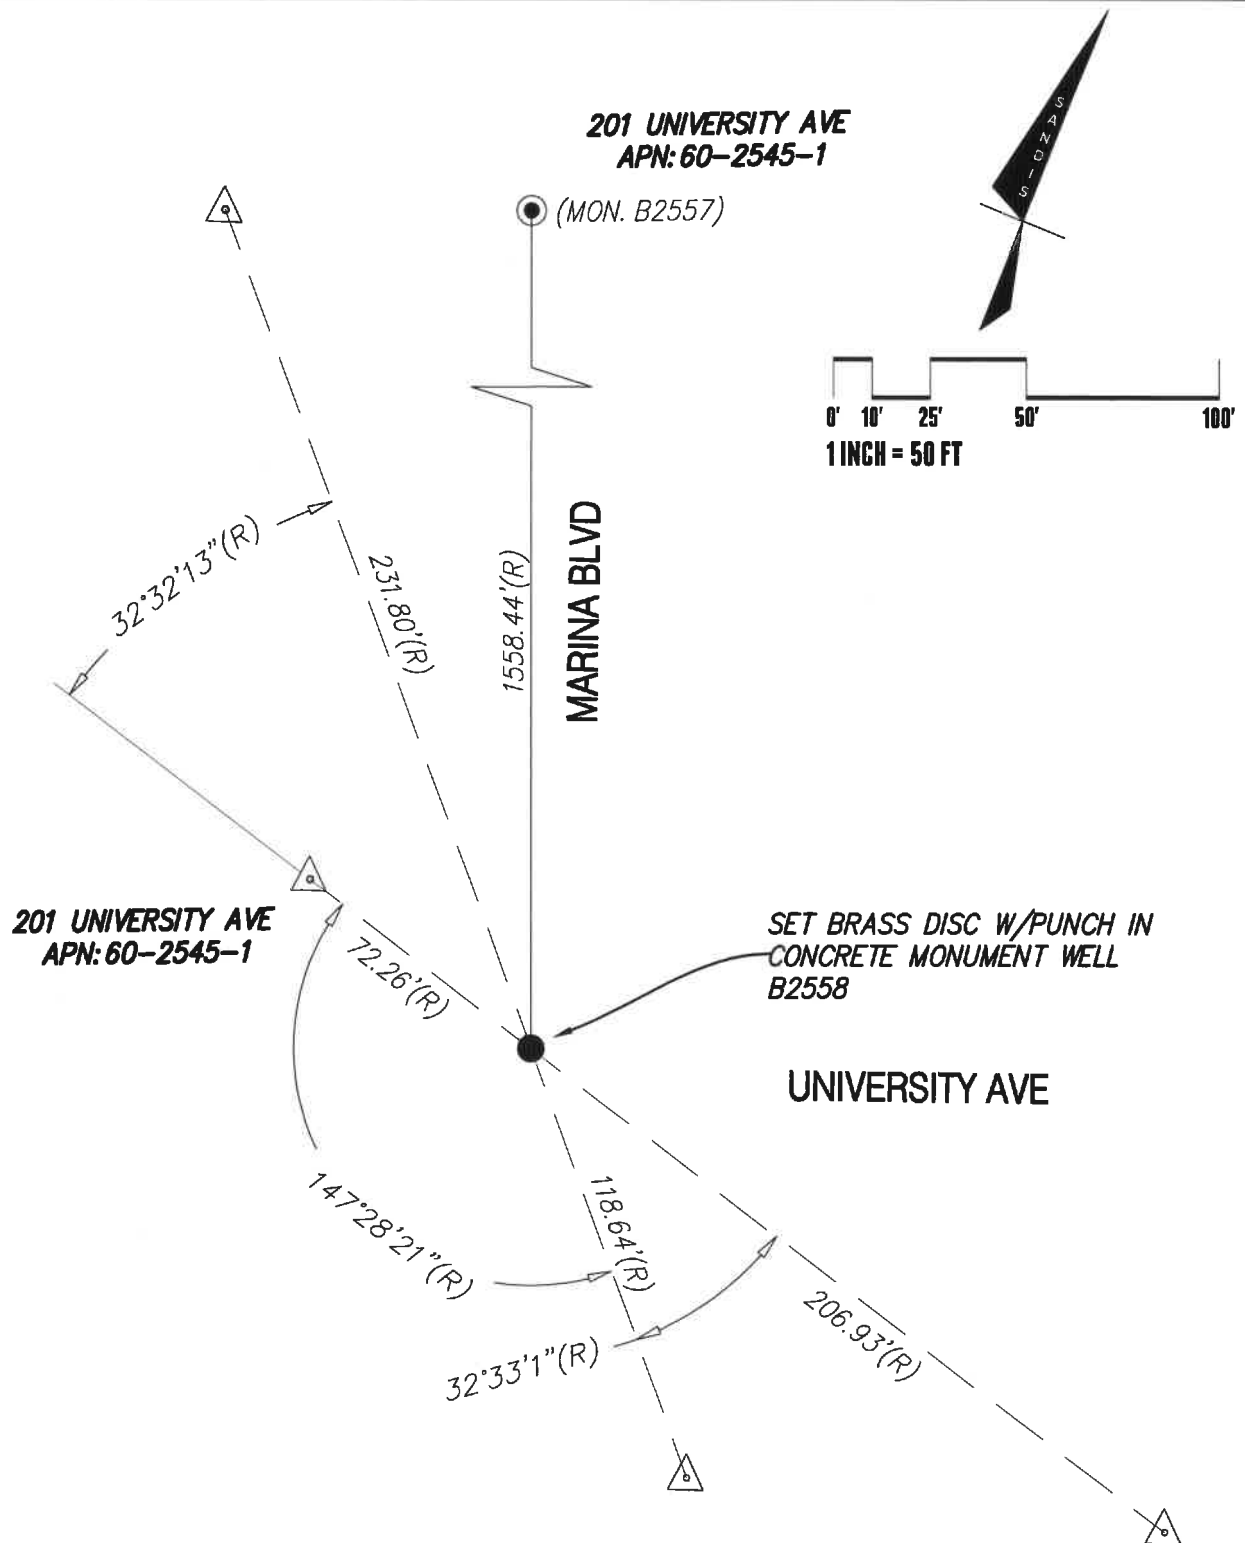 201 UNIVERSITY AVE
APN: 60-2545-1
SANDIS
(MON. B2557)
0' 10' 25' 50' 100'
1 INCH = 50 FT
32°32'13"(R)
231.80'(R)
1558.44'(R)
MARINA BLVD
201 UNIVERSITY AVE
APN: 60-2545-1
72.26'(R)
SET BRASS DISC W/PUNCH IN
CONCRETE MONUMENT WELL
B2558
UNIVERSITY AVE
147°28'21"(R)
118.64'(R)
206.93'(R)
32°33'1"(R)